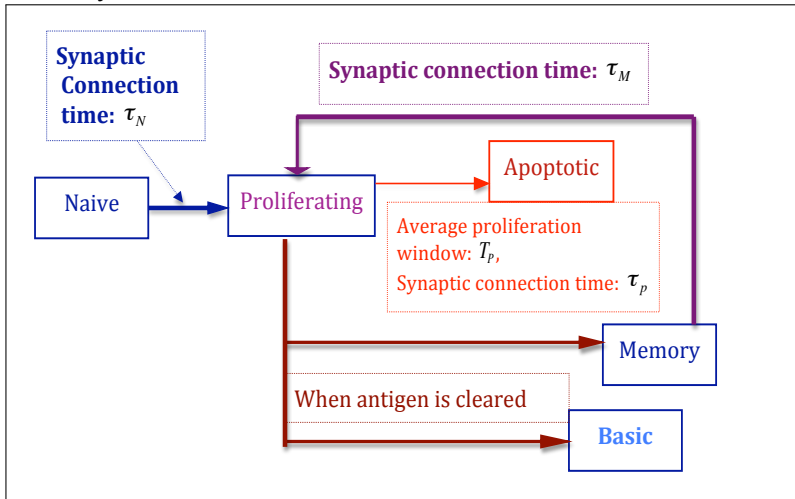 Synaptic
Connection
time: τN
Synaptic connection time: τM
Naive
Proliferating
Apoptotic
Average proliferation
window: TP,
Synaptic connection time: τp
Memory
When antigen is cleared
Basic